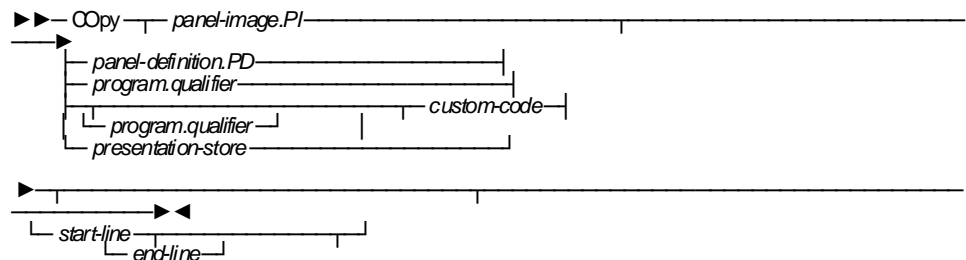 COpy panel-image.PI
panel-definition.PD
program.qualifier
custom-code
program.qualifier
presentation-store
start-line
end-line